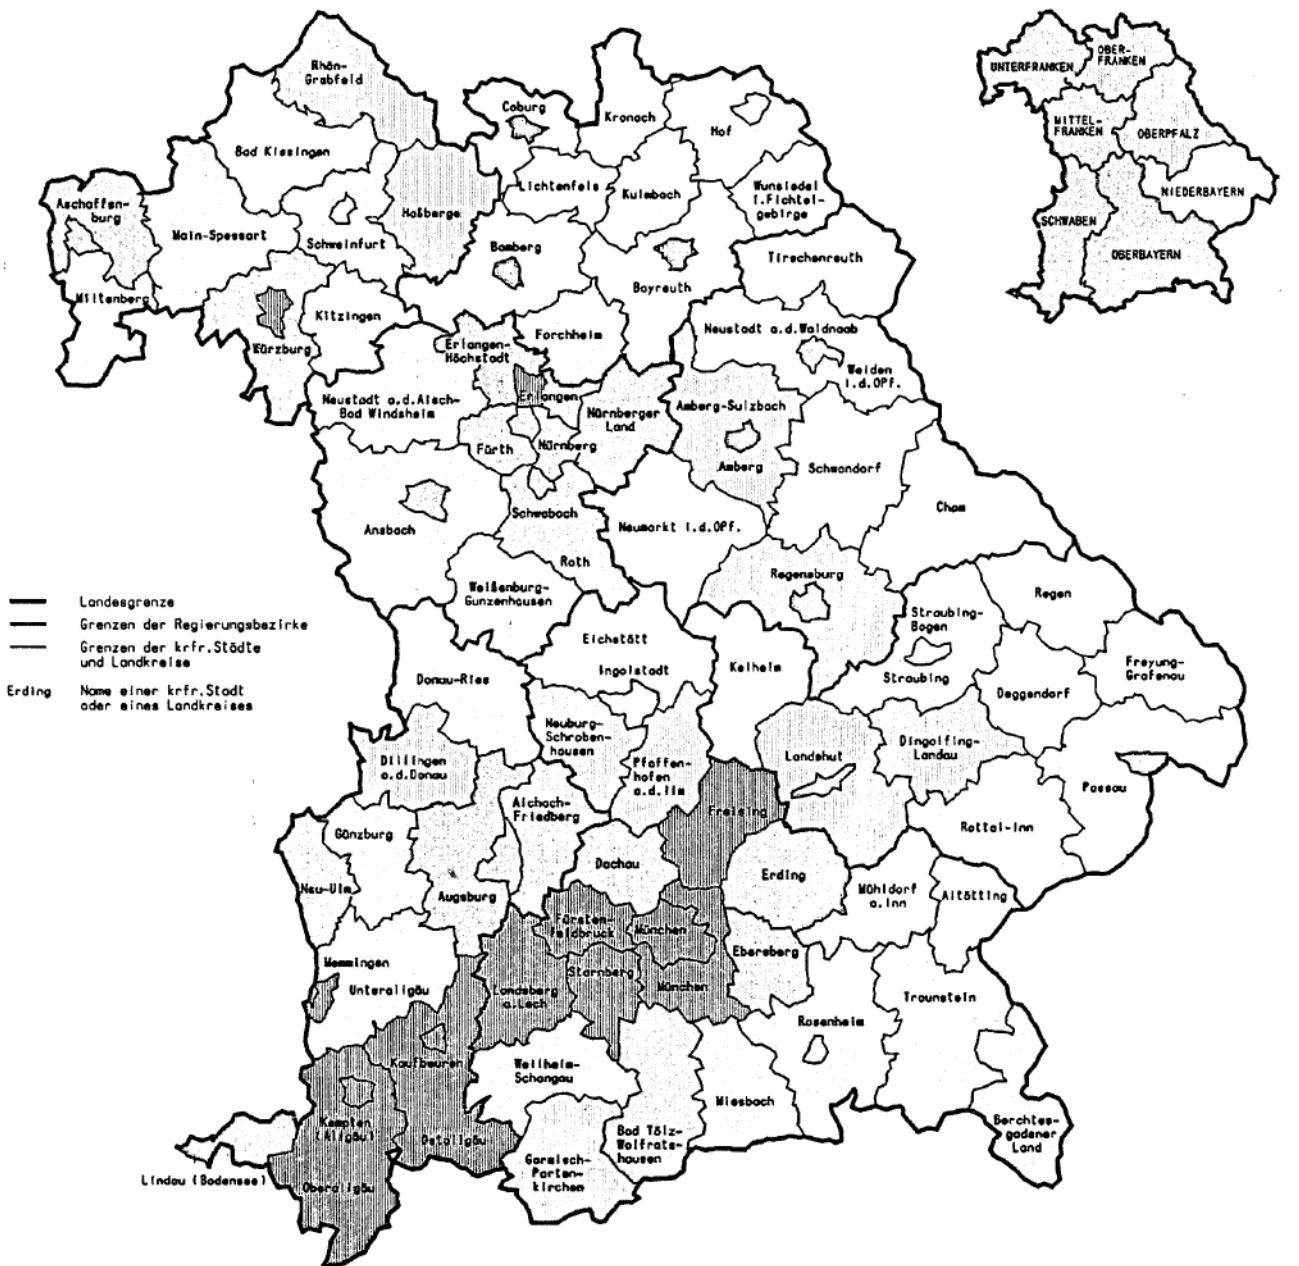 Rhön-
Grabfeld
Coburg
Kronach
Hof
Bad Kissingen
Lichtenfels
Kulmbach
Wunsiedel
i.Fichtel-
gebirge
Aschaffen-
burg
Haßberge
Main-Spessart
Schweinfurt
Bamberg
Tirschenreuth
Bayreuth
Miltenberg
Kitzingen
Würzburg
Forchheim
Neustadt a.d.Waldnaab
Erlangen-
Höchstadt
Weiden
i.d.OPf.
Neustadt a.d.Aisch-
Bad Windsheim
Erlangen
Nürnberger
Land
Amberg-Sulzbach
Fürth
Nürnberg
Amberg
Schwandorf
Ansbach
Schwabach
Neumarkt i.d.OPf.
Cham
Roth
Regensburg
Weißenburg-
Gunzenhausen
Straubing-
Bogen
Regen
Eichstätt
Ingolstadt
Kelheim
Straubing
Freyung-
Grafenau
Donau-Ries
Deggendorf
Neuburg-
Schroben-
hausen
Dillingen
a.d.Donau
Pfaffen-
hofen
a.d.Ilm
Landshut
Dingolfing-
Landau
Passau
Aichach-
Friedberg
Freising
Rottal-Inn
Günzburg
Dachau
Erding
Neu-Ulm
Augsburg
Mühldorf
a.Inn
Altötting
Fürsten-
feldbruck
München
Ebersberg
Memmingen
Unterallgäu
Landsberg
a.Lech
Starnberg
München
Traunstein
Rosenheim
Kaufbeuren
Weilheim-
Schongau
Miesbach
Kempten
(Allgäu)
Ostallgäu
Bad Tölz-
Wolfrats-
hausen
Berchtes-
gadener
Land
Garmisch-
Parten-
kirchen
Lindau (Bodensee)
Oberallgäu
UNTERFRANKEN
OBER-
FRANKEN
MITTEL-
FRANKEN
OBERPFALZ
NIEDERBAYERN
SCHWABEN
OBERBAYERN
Landesgrenze
Grenzen der Regierungsbezirke
Grenzen der krfr.Städte
und Landkreise
Erding Name einer krfr.Stadt
oder eines Landkreises